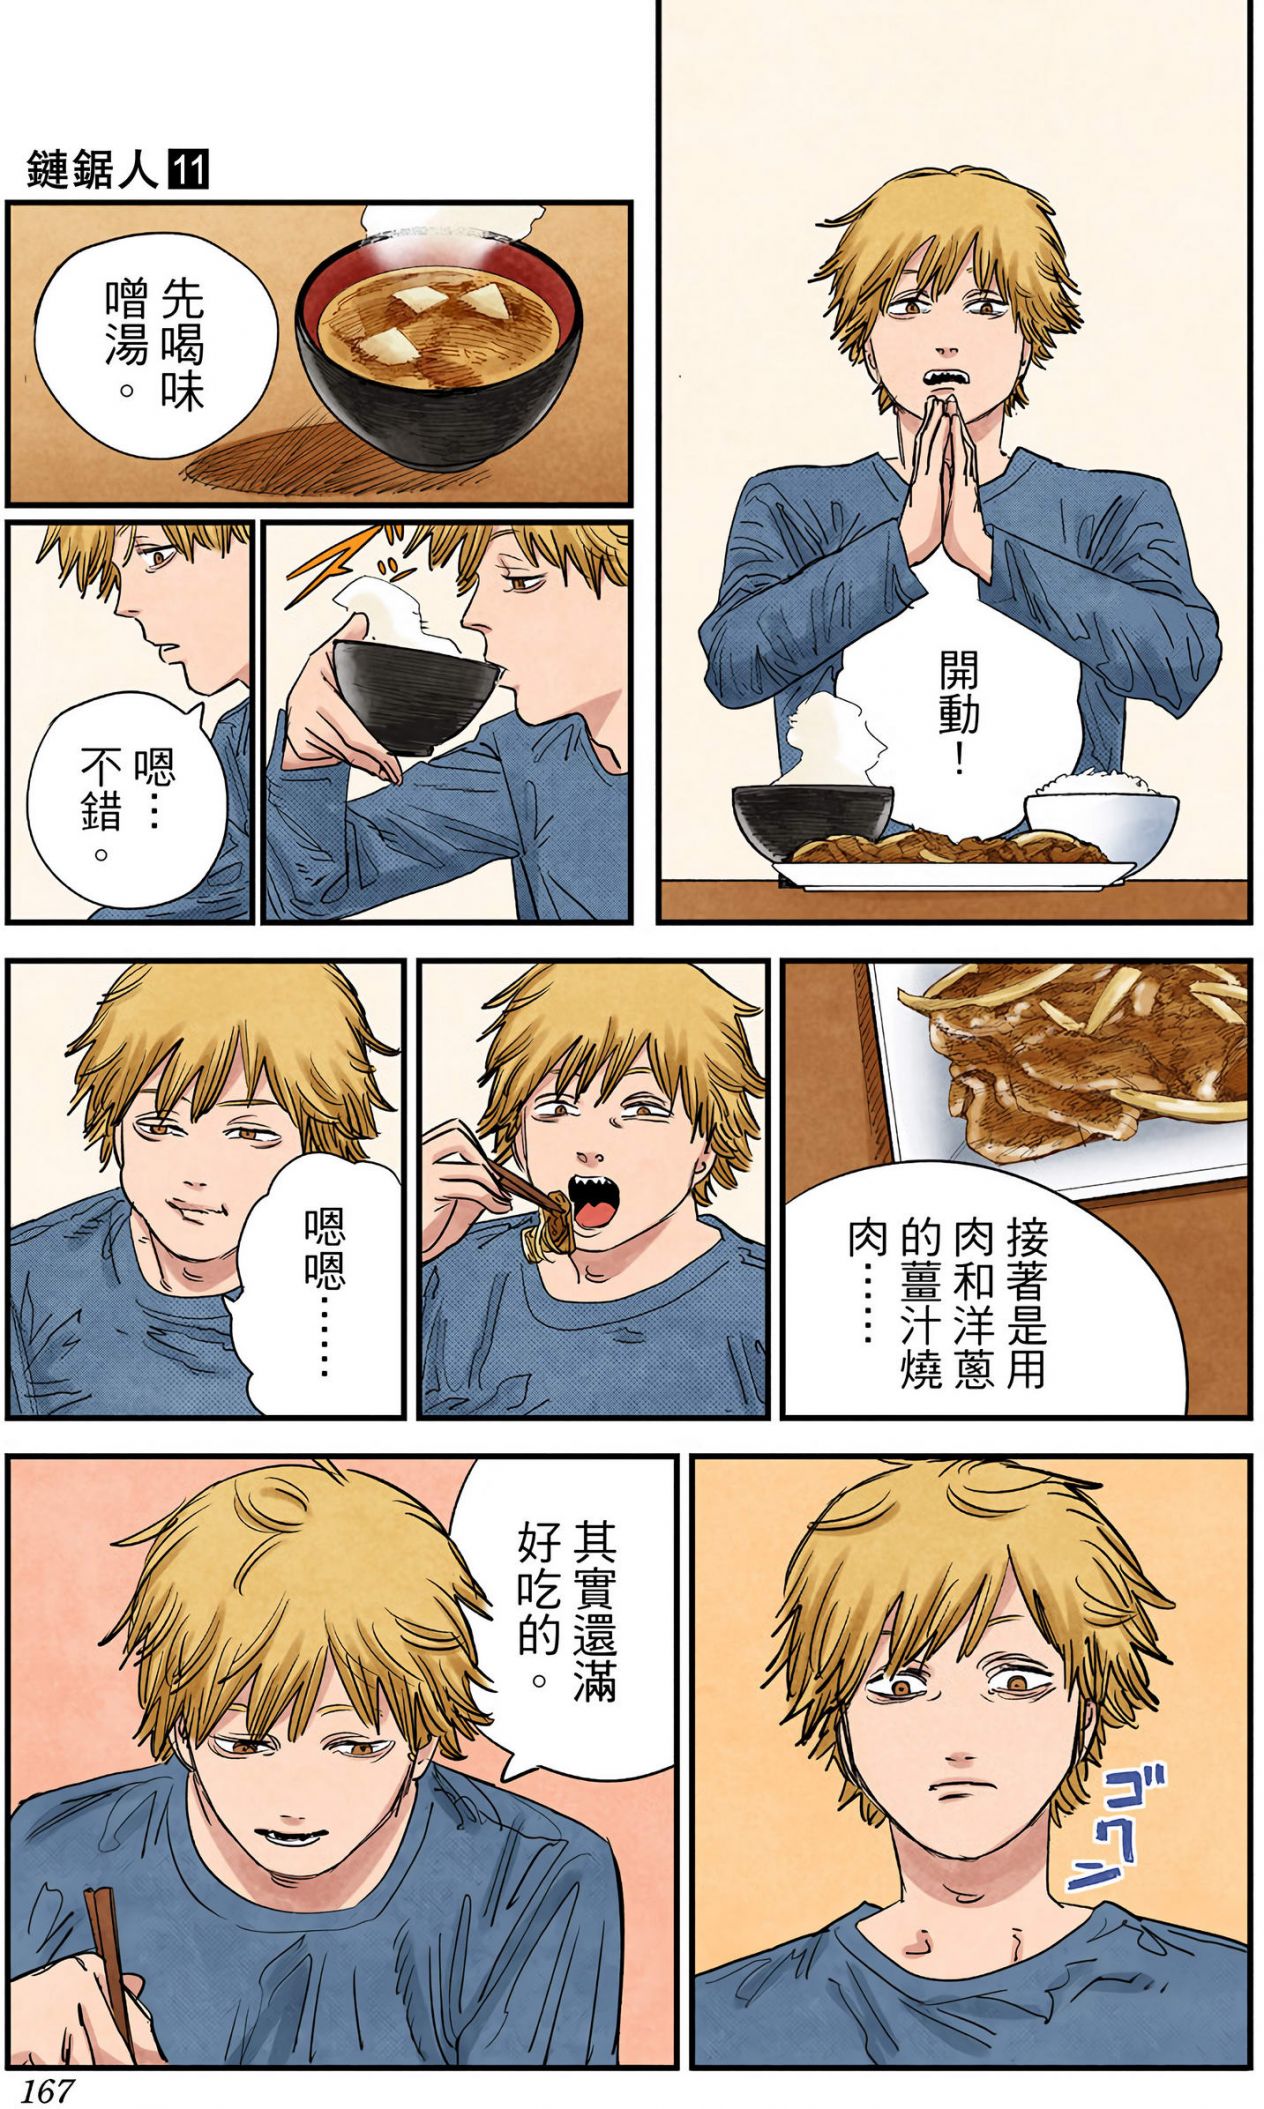 鏈鋸人11
開動！
先喝味
噌湯。
ズズ
嗯…
不錯。
接著是用
肉和洋蔥
的薑汁燒
肉……
嗯嗯……
ゴクン
其實還滿
好吃的。
167